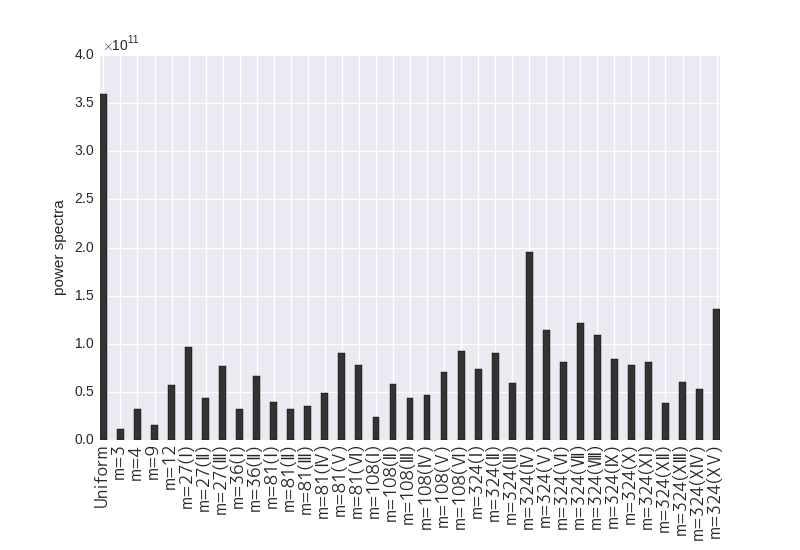 ×10¹¹
4.0
3.5
3.0
2.5
2.0
1.5
1.0
0.5
0.0
power spectra
Uniform
m=3
m=4
m=9
m=12
m=27(Ⅰ)
m=27(Ⅱ)
m=27(Ⅲ)
m=36(Ⅰ)
m=36(Ⅱ)
m=81(Ⅰ)
m=81(Ⅱ)
m=81(Ⅲ)
m=81(Ⅳ)
m=81(Ⅴ)
m=81(Ⅵ)
m=108(Ⅰ)
m=108(Ⅱ)
m=108(Ⅲ)
m=108(Ⅳ)
m=108(Ⅴ)
m=108(Ⅵ)
m=324(Ⅰ)
m=324(Ⅱ)
m=324(Ⅲ)
m=324(Ⅳ)
m=324(Ⅴ)
m=324(Ⅵ)
m=324(Ⅶ)
m=324(Ⅷ)
m=324(Ⅸ)
m=324(Ⅹ)
m=324(Ⅺ)
m=324(Ⅻ)
m=324(XⅢ)
m=324(XⅣ)
m=324(XⅤ)